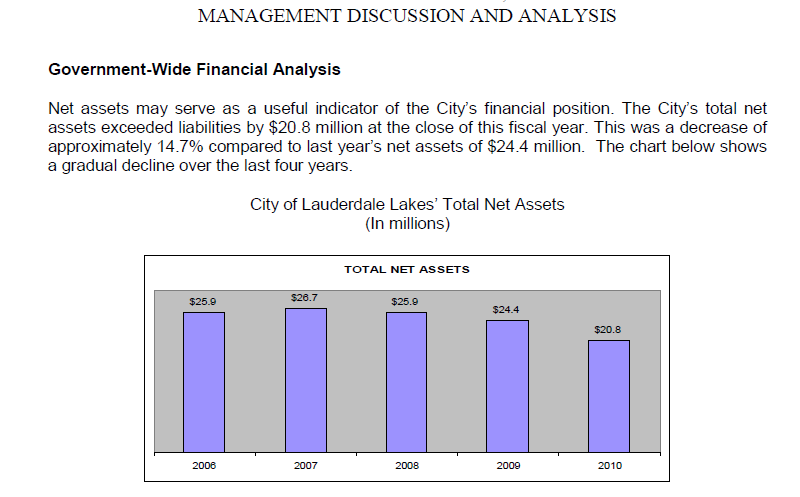 MANAGEMENT DISCUSSION AND ANALYSIS
Government-Wide Financial Analysis
Net assets may serve as a useful indicator of the City's financial position. The City's total net
assets exceeded liabilities by $20.8 million at the close of this fiscal year. This was a decrease of
approximately 14.7% compared to last year's net assets of $24.4 million. The chart below shows
a gradual decline over the last four years.
City of Lauderdale Lakes' Total Net Assets
(In millions)
TOTAL NET ASSETS
$25.9
$26.7
$25.9
$24.4
$20.8
2006
2007
2008
2009
2010